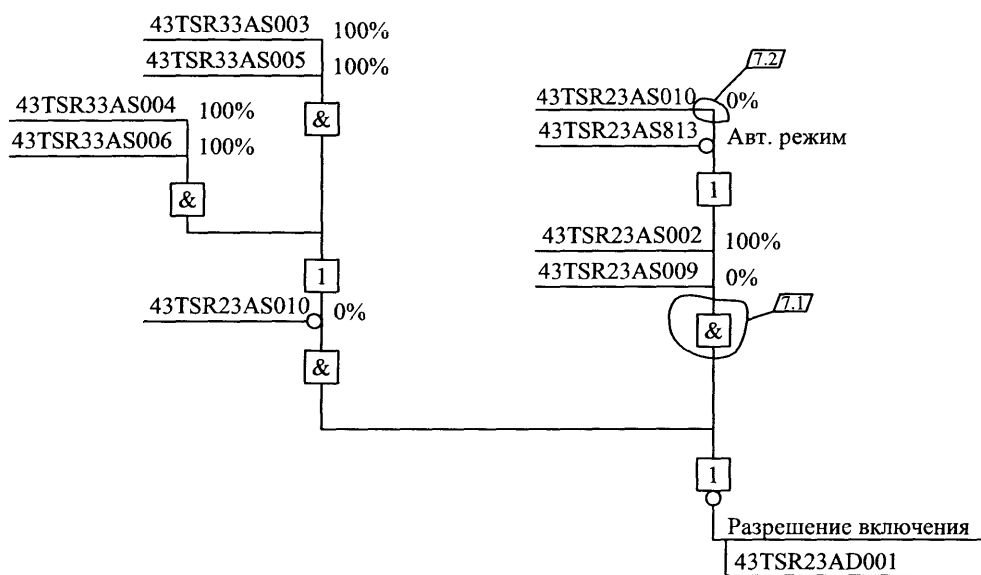 43TSR33AS003 100%
43TSR33AS005 100%
&
43TSR33AS004 100%
43TSR33AS006 100%
&
1
43TSR23AS010 0%
&
7.2
43TSR23AS010 0%
43TSR23AS813 Авт. режим
1
43TSR23AS002 100%
43TSR23AS009 0%
7.1
&
1
Разрешение включения
43TSR23AD001